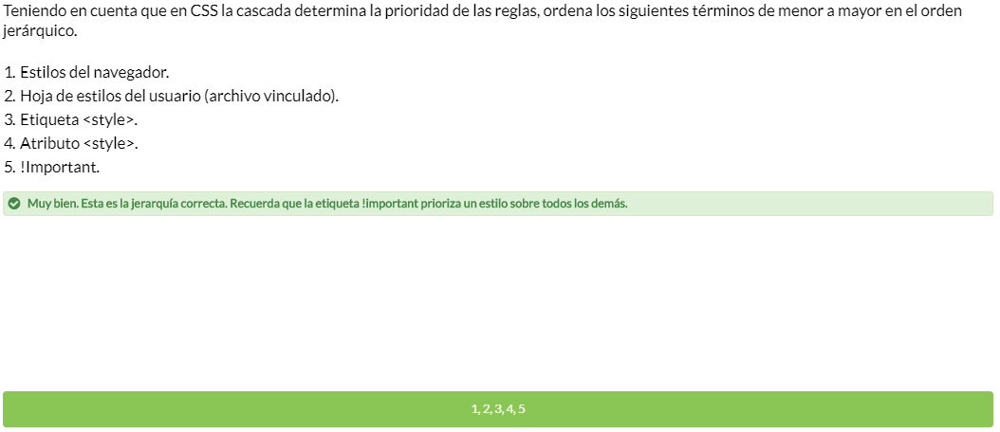 Teniendo en cuenta que en CSS la cascada determina la prioridad de las reglas, ordena los siguientes términos de menor a mayor en el orden
jerárquico.
1. Estilos del navegador.
2. Hoja de estilos del usuario (archivo vinculado).
3. Etiqueta <style>.
4. Atributo <style>.
5. !Important.
Muy bien. Esta es la jerarquía correcta. Recuerda que la etiqueta !important prioriza un estilo sobre todos los demás.
1, 2, 3, 4, 5